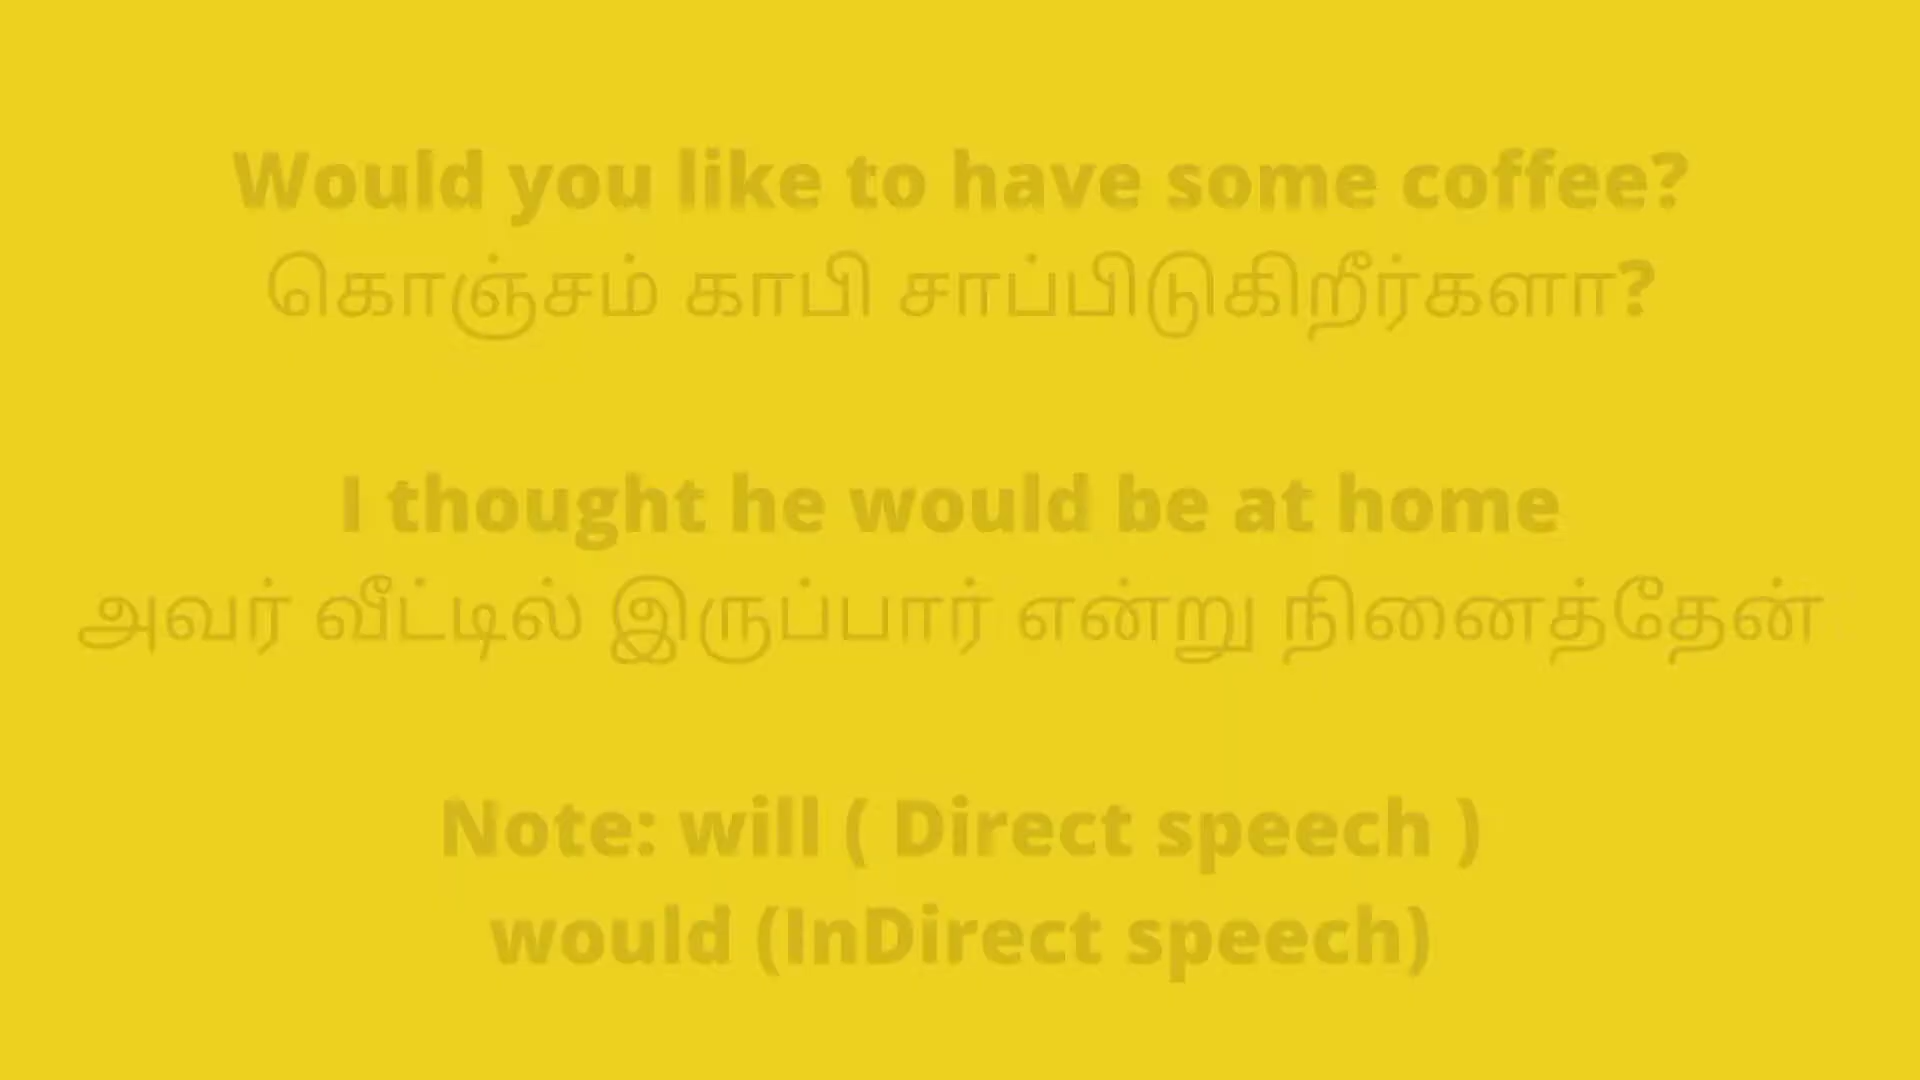 Would you like to have some coffee?
கொஞ்சம் காபி சாப்பிடுகிறீர்களா?
I thought he would be at home
அவர் வீட்டில் இருப்பார் என்று நினைத்தேன்
Note: will ( Direct speech )
would (InDirect speech)